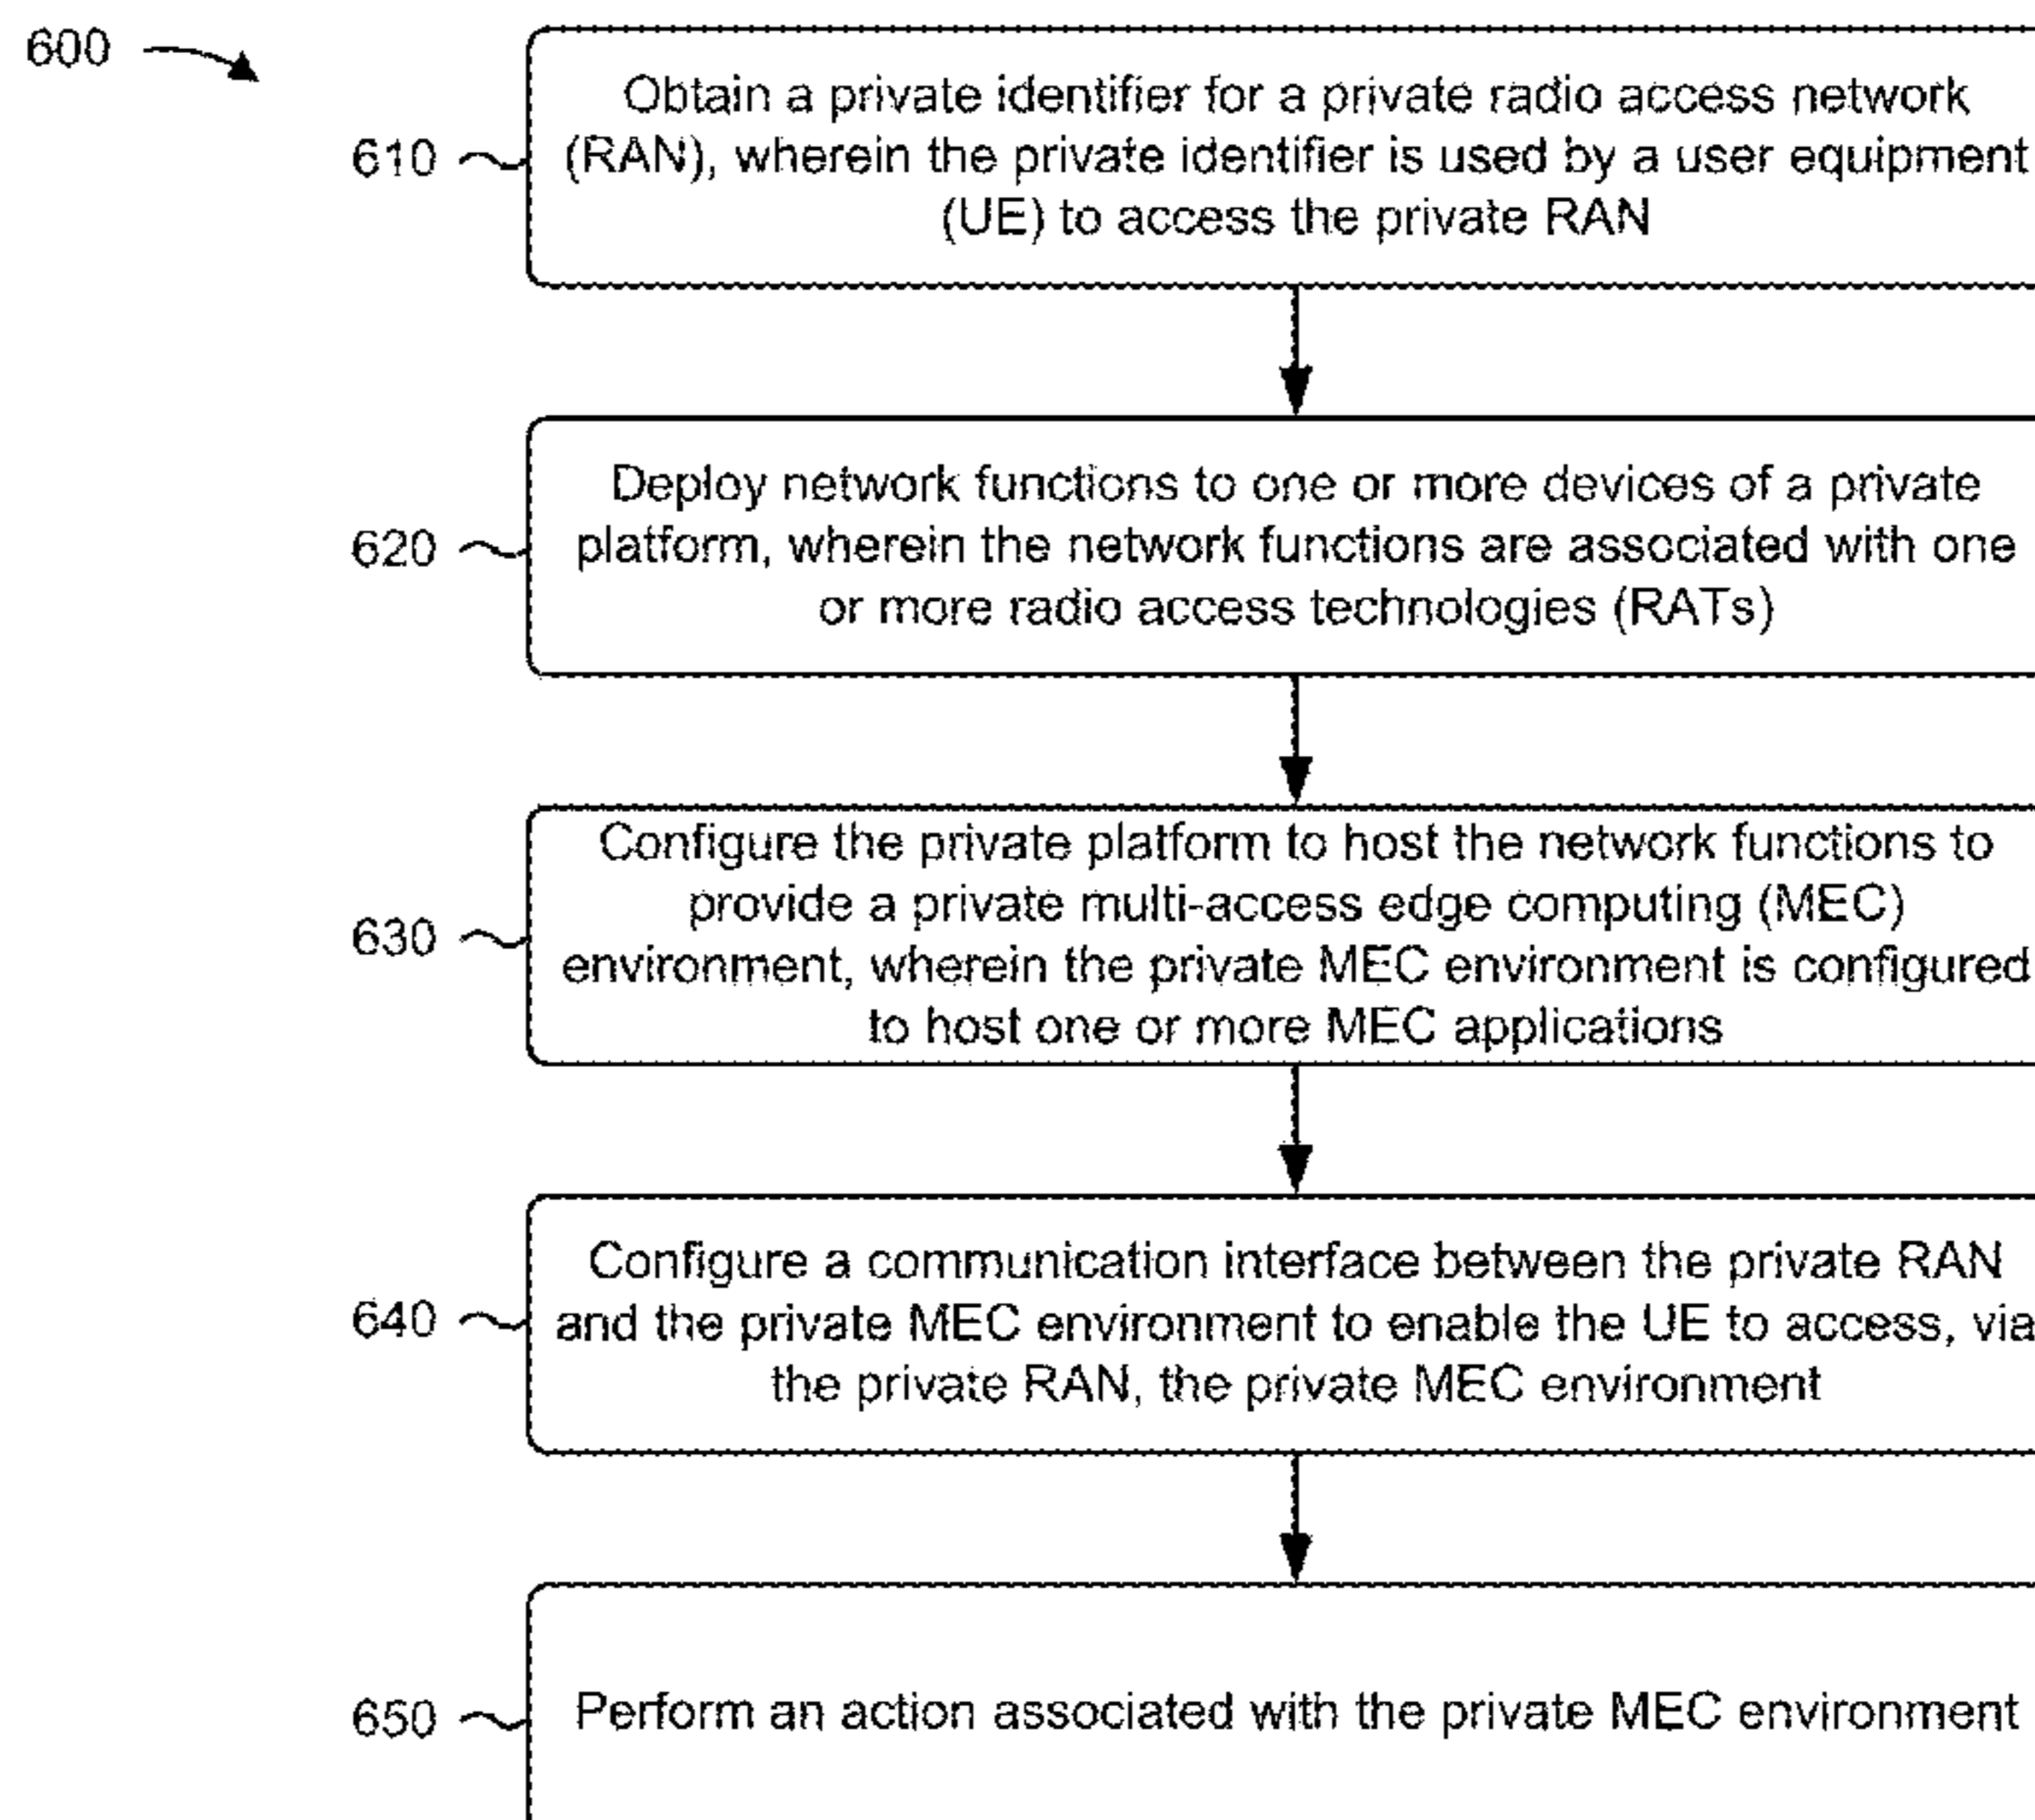 600
610
Obtain a private identifier for a private radio access network
(RAN), wherein the private identifier is used by a user equipment
(UE) to access the private RAN
620
Deploy network functions to one or more devices of a private
platform, wherein the network functions are associated with one
or more radio access technologies (RATs)
630
Configure the private platform to host the network functions to
provide a private multi-access edge computing (MEC)
environment, wherein the private MEC environment is configured
to host one or more MEC applications
640
Configure a communication interface between the private RAN
and the private MEC environment to enable the UE to access, via
the private RAN, the private MEC environment
650
Perform an action associated with the private MEC environment